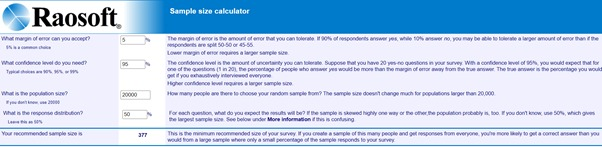 Raosoft®
Sample size calculator
What margin of error can you accept?
5% is a common choice
5 %
The margin of error is the amount of error that you can tolerate. If 90% of respondents answer yes, while 10% answer no, you may be able to tolerate a larger amount of error than if the
respondents are split 50-50 or 45-55.
Lower margin of error requires a larger sample size.
What confidence level do you need?
Typical choices are 90%, 95%, or 99%
95 %
The confidence level is the amount of uncertainty you can tolerate. Suppose that you have 20 yes-no questions in your survey. With a confidence level of 95%, you would expect that for
one of the questions (1 in 20), the percentage of people who answer yes would be more than the margin of error away from the true answer. The true answer is the percentage you would
get if you exhaustively interviewed everyone.
Higher confidence level requires a larger sample size.
What is the population size?
If you don't know, use 20000
20000
How many people are there to choose your random sample from? The sample size doesn't change much for populations larger than 20,000.
What is the response distribution?
Leave this as 50%
50 %
For each question, what do you expect the results will be? If the sample is skewed highly one way or the other,the population probably is, too. If you don't know, use 50%, which gives
the largest sample size. See below under More information if this is confusing.
Your recommended sample size is
377
This is the minimum recommended size of your survey. If you create a sample of this many people and get responses from everyone, you're more likely to get a correct answer than you
would from a large sample where only a small percentage of the sample responds to your survey.